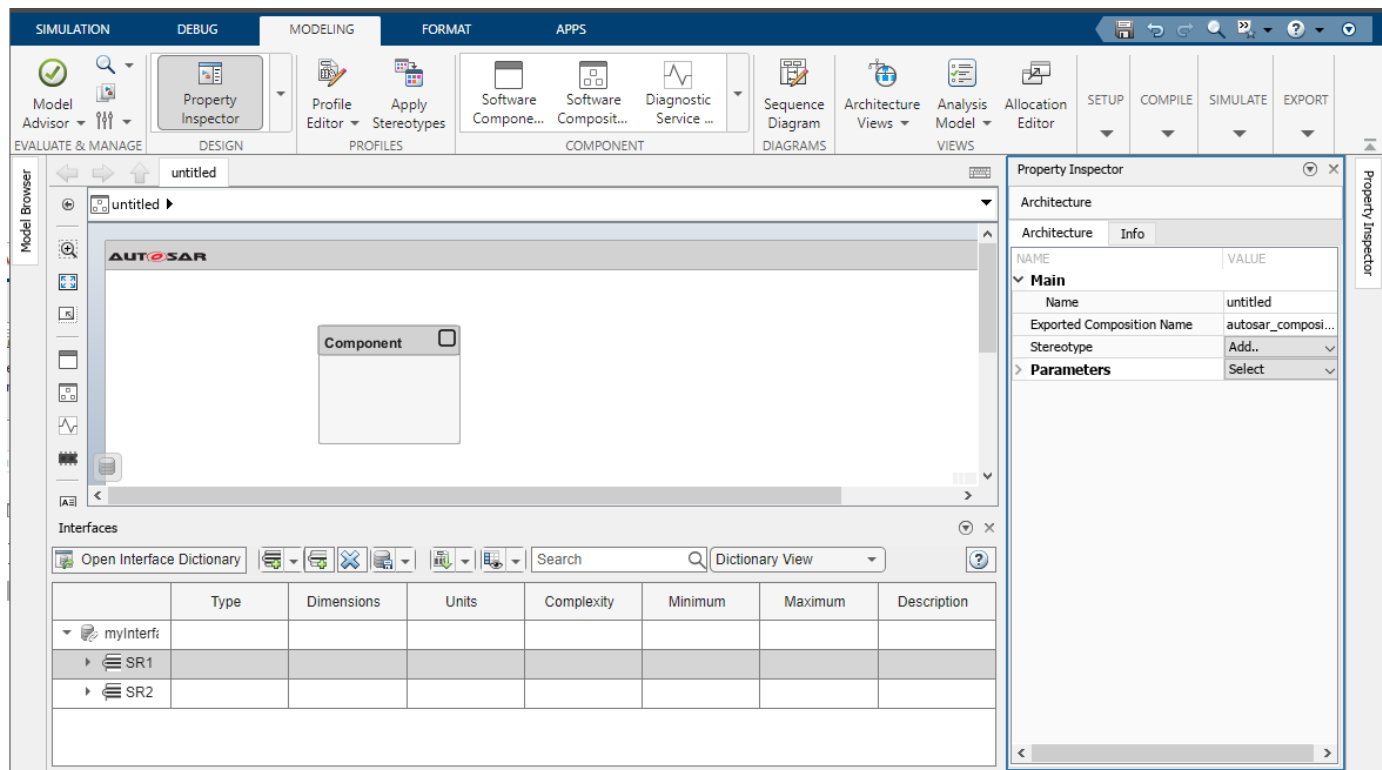 SIMULATION DEBUG MODELING FORMAT APPS
Model Advisor
Property Inspector
Profile Editor
Apply Stereotypes
Software Compone...
Software Composit...
Diagnostic Service ...
Sequence Diagram
Architecture Views
Analysis Model
Allocation Editor
SETUP COMPILE SIMULATE EXPORT
EVALUATE & MANAGE DESIGN PROFILES COMPONENT DIAGRAMS VIEWS
Model Browser
untitled
untitled
AUTOSAR
Component
Interfaces
Open Interface Dictionary Search Dictionary View
Type Dimensions Units Complexity Minimum Maximum Description
myInterfa
SR1
SR2
Property Inspector
Architecture
Architecture Info
NAME VALUE
Main
Name untitled
Exported Composition Name autosar_composi...
Stereotype Add..
Parameters Select
Property Inspector